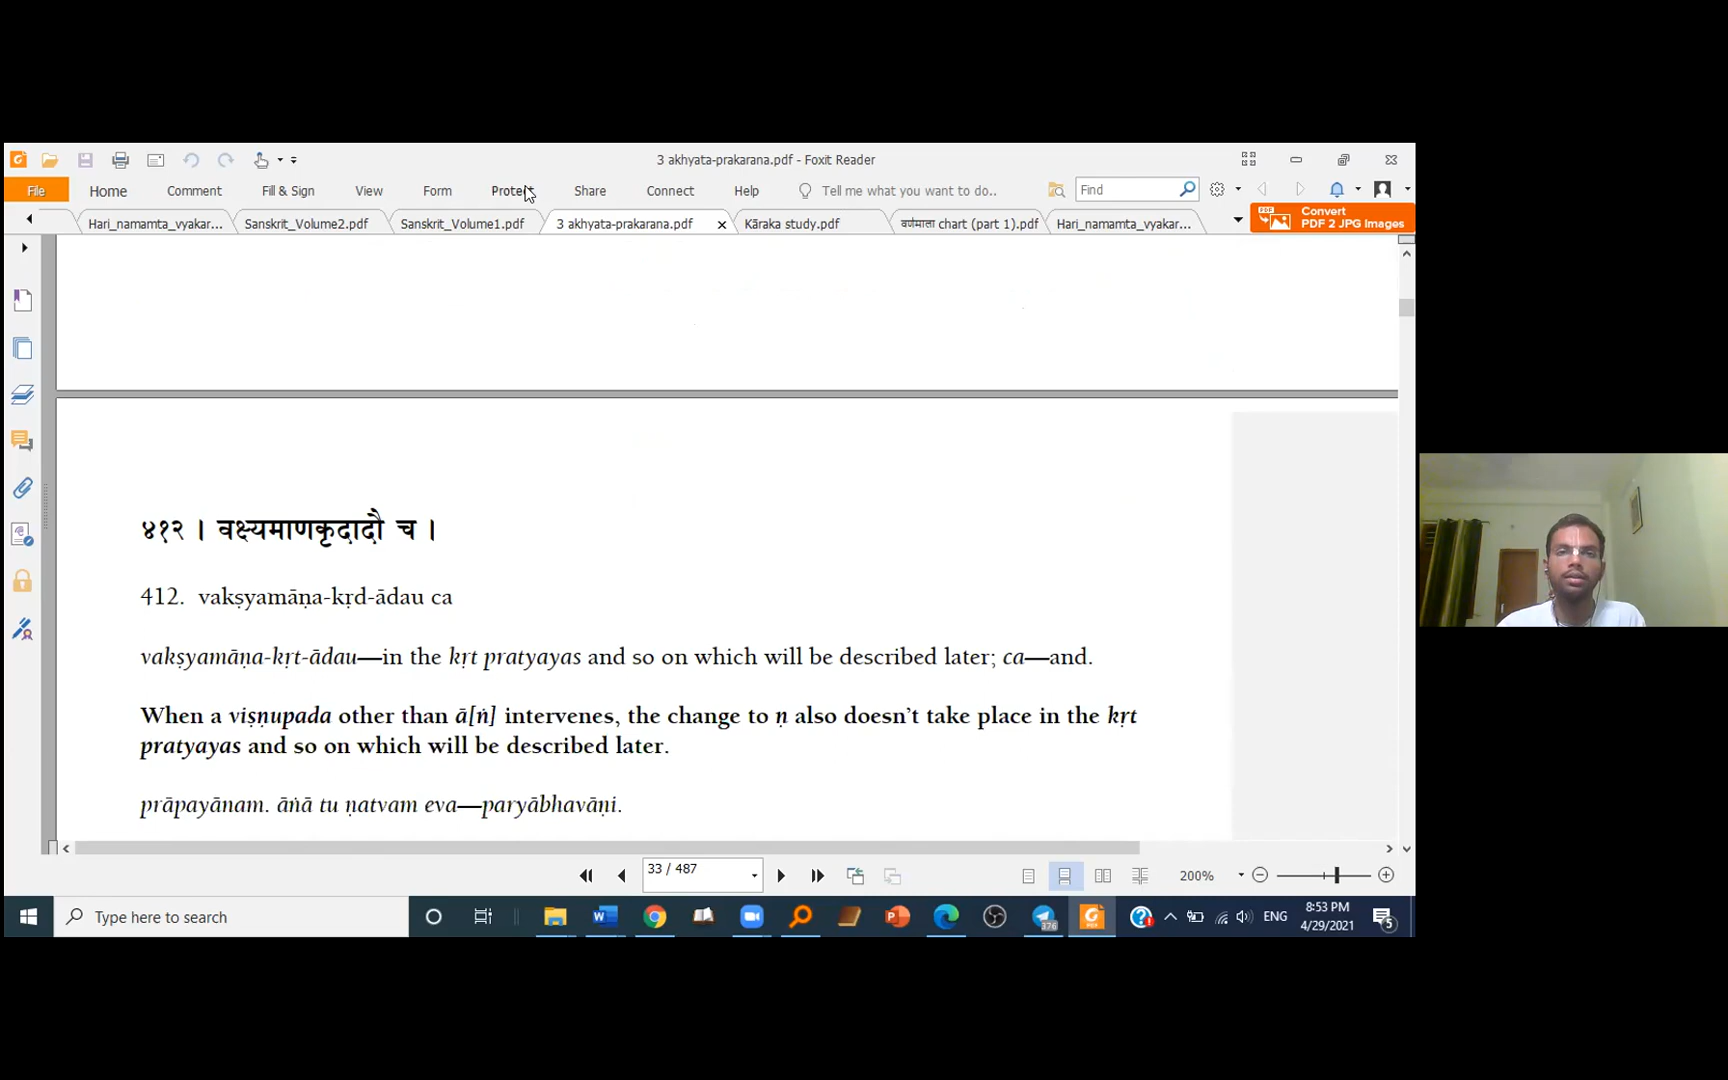 3 akhyata-prakarana.pdf - Foxit Reader
File Home Comment Fill & Sign View Form Protect Share Connect Help Tell me what you want to do.. Find
Hari_namamta_vyakar... Sanskrit_Volume2.pdf Sanskrit_Volume1.pdf 3 akhyata-prakarana.pdf Kāraka study.pdf वर्णमाला chart (part 1).pdf Hari_namamta_vyakar... Convert
PDF 2 JPG Images
४१२ । वक्ष्यमाणकृदादौ च ।
412. vakṣyamāṇa-kṛd-ādau ca
vakṣyamāṇa-kṛt-ādau—in the kṛt pratyayas and so on which will be described later; ca—and.
When a viṣṇupada other than ā[ṅ] intervenes, the change to ṇ also doesn’t take place in the kṛt
pratyayas and so on which will be described later.
prāpayānam. āṅā tu ṇatvam eva—paryābhavāṇi.
33 / 487
200%
Type here to search
376
ENG
8:53 PM
4/29/2021
5